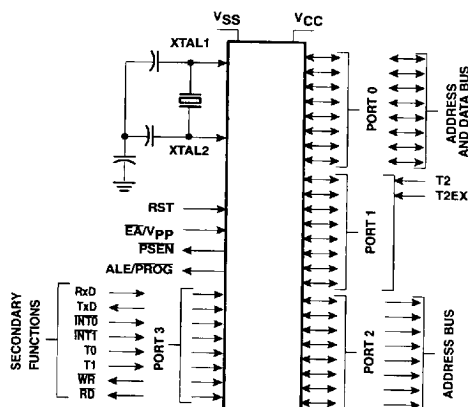 VSS VCC
XTAL1
XTAL2
PORT 0
ADDRESS
AND DATA BUS
T2
T2EX
PORT 1
RST
EA/VPP
PSEN
ALE/PROG
SECONDARY
FUNCTIONS
RxD
TxD
INT0
INT1
T0
T1
WR
RD
PORT 3
PORT 2
ADDRESS BUS